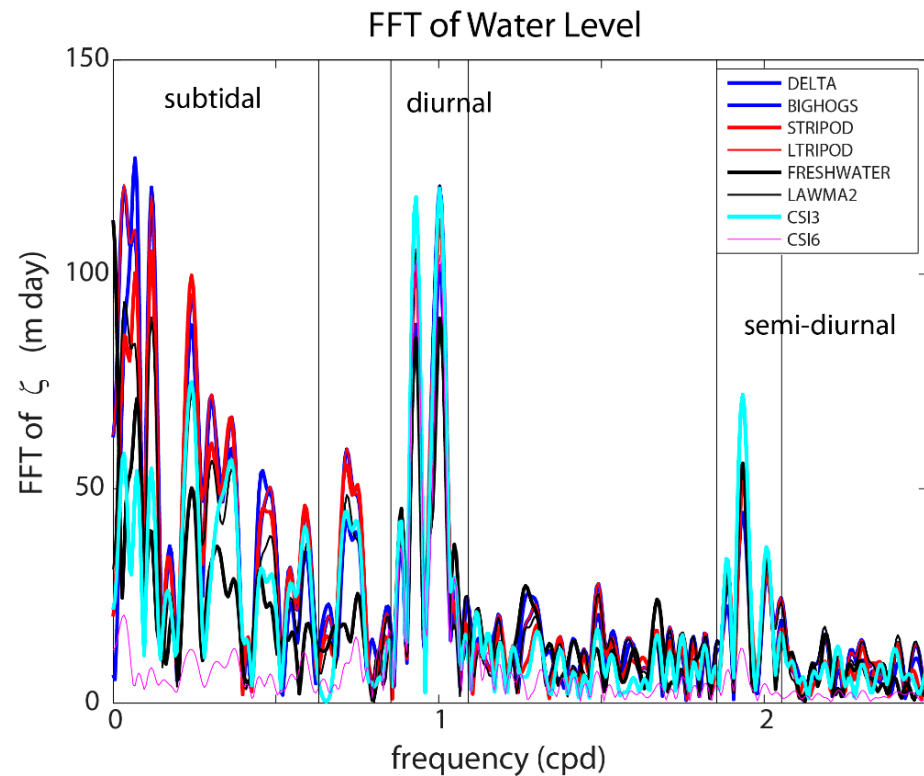 FFT of Water Level
150
100
50
0
FFT of ζ (m day)
subtidal
diurnal
semi-diurnal
DELTA
BIGHOGS
STRIPOD
LTRIPOD
FRESHWATER
LAWMA2
CSI3
CSI6
0 1 2
frequency (cpd)